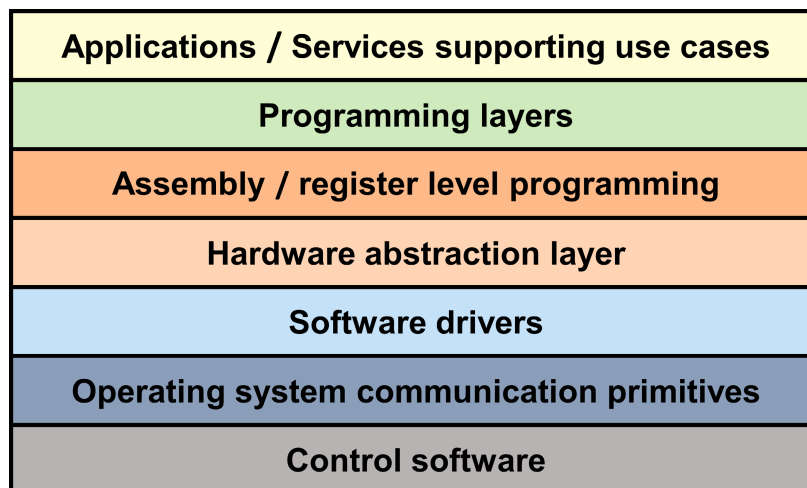 Applications / Services supporting use cases
Programming layers
Assembly / register level programming
Hardware abstraction layer
Software drivers
Operating system communication primitives
Control software